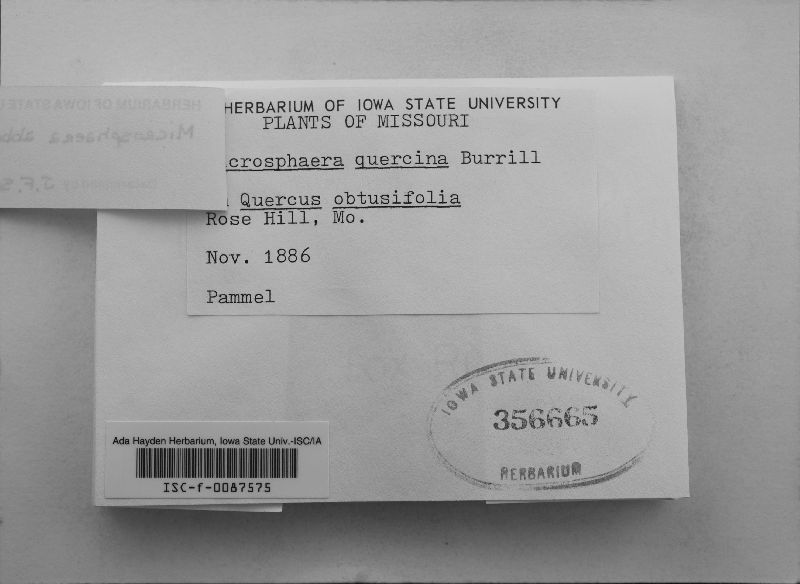 HERBARIUM OF IOWA STATE UNIVERSITY
PLANTS OF MISSOURI
crosphaera quercina Burrill
Quercus obtusifolia
Rose Hill, Mo.
Nov. 1886
Pammel
IOWA STATE UNIVERSITY
356665
HERBARIUM
Ada Hayden Herbarium, Iowa State Univ.-ISC/IA
ISC-f-0087575
HERBARIUM OF IOWA STATE U
Microsphaera
J.F.S.